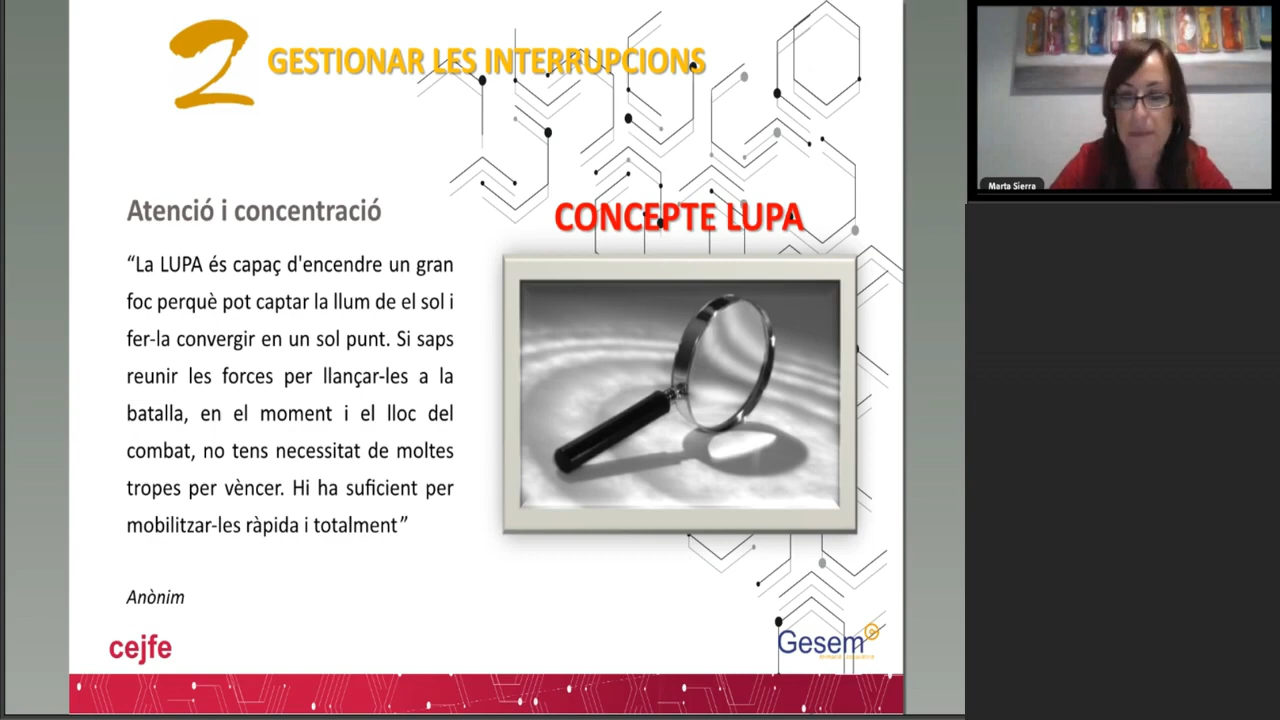 2 GESTIONAR LES INTERRUPCIONS
Atenció i concentració
“La LUPA és capaç d'encendre un gran
foc perquè pot captar la llum de el sol i
fer-la convergir en un sol punt. Si saps
reunir les forces per llançar-les a la
batalla, en el moment i el lloc del
combat, no tens necessitat de moltes
tropes per vèncer. Hi ha suficient per
mobilitzar-les ràpida i totalment”
Anònim
CONCEPTE LUPA
cejfe
Gesem
Marta Sierra